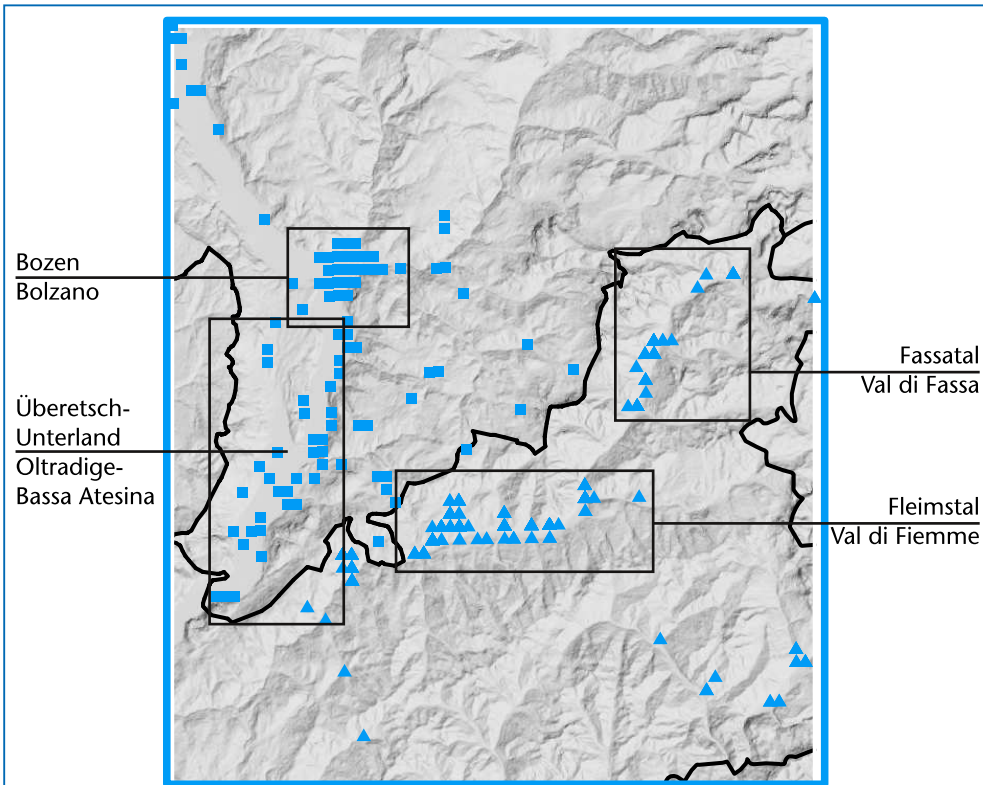 Bozen
Bolzano
Überetsch-
Unterland
Oltradige-
Bassa Atesina
Fassatal
Val di Fassa
Fleimstal
Val di Fiemme